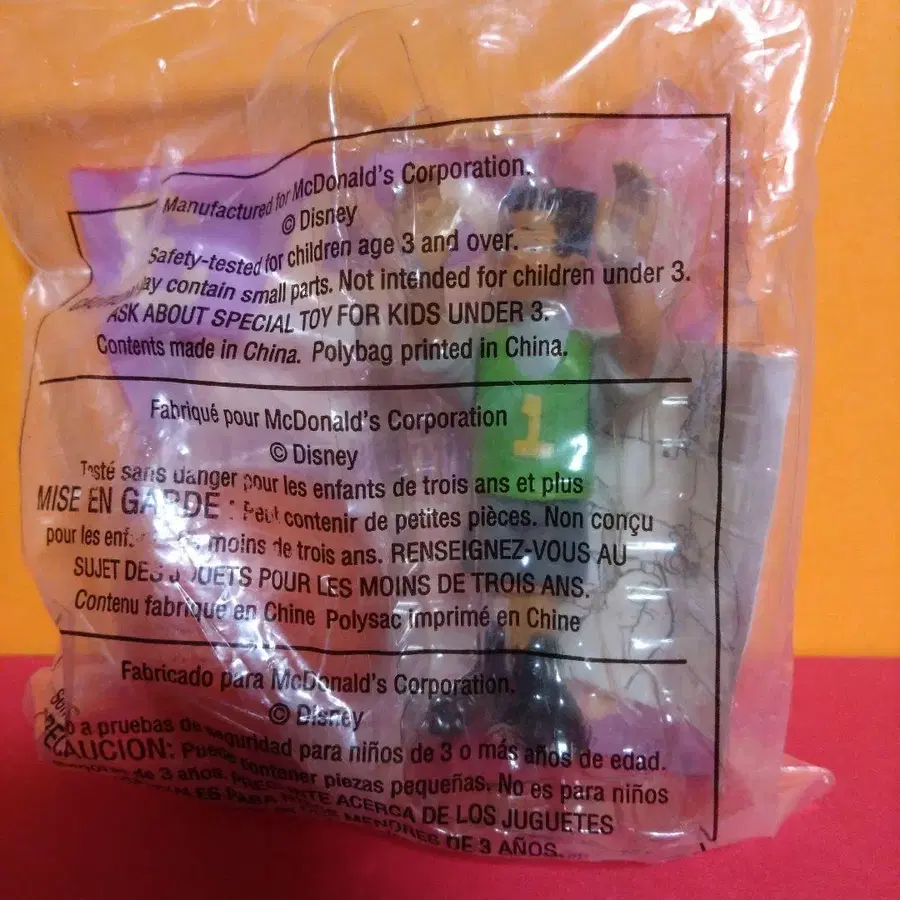 Manufactured for McDonald's Corporation.
© Disney
Safety-tested for children age 3 and over.
ay contain small parts. Not intended for children under 3.
ASK ABOUT SPECIAL TOY FOR KIDS UNDER 3.
Contents made in China. Polybag printed in China.
Fabriqué pour McDonald's Corporation
© Disney
Testé sans danger pour les enfants de trois ans et plus
MISE EN GARDE : Peut contenir de petites pièces. Non conçu
pour les enf. moins de trois ans. RENSEIGNEZ-VOUS AU
SUJET DES JOUETS POUR LES MOINS DE TROIS ANS.
Contenu fabriqué en Chine Polysac imprimé en Chine
Fabricado para McDonald's Corporation.
© Disney
o a pruebas de seguridad para niños de 3 o más años de edad.
PRECAUCION: Puede contener piezas pequeñas. No es para niños
menores de 3 años. PREGUNTE ACERCA DE LOS JUGUETES
PARA MENORES DE 3 AÑOS.
1